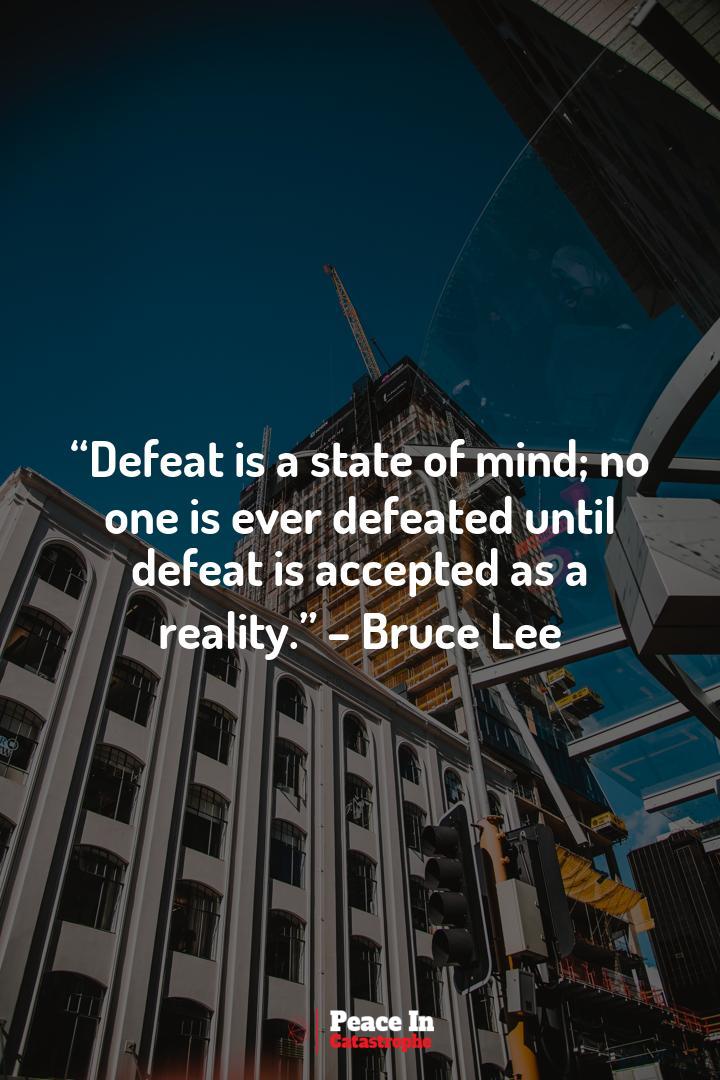 “Defeat is a state of mind; no
one is ever defeated until
defeat is accepted as a
reality.” – Bruce Lee
Peace In
Catastrophe